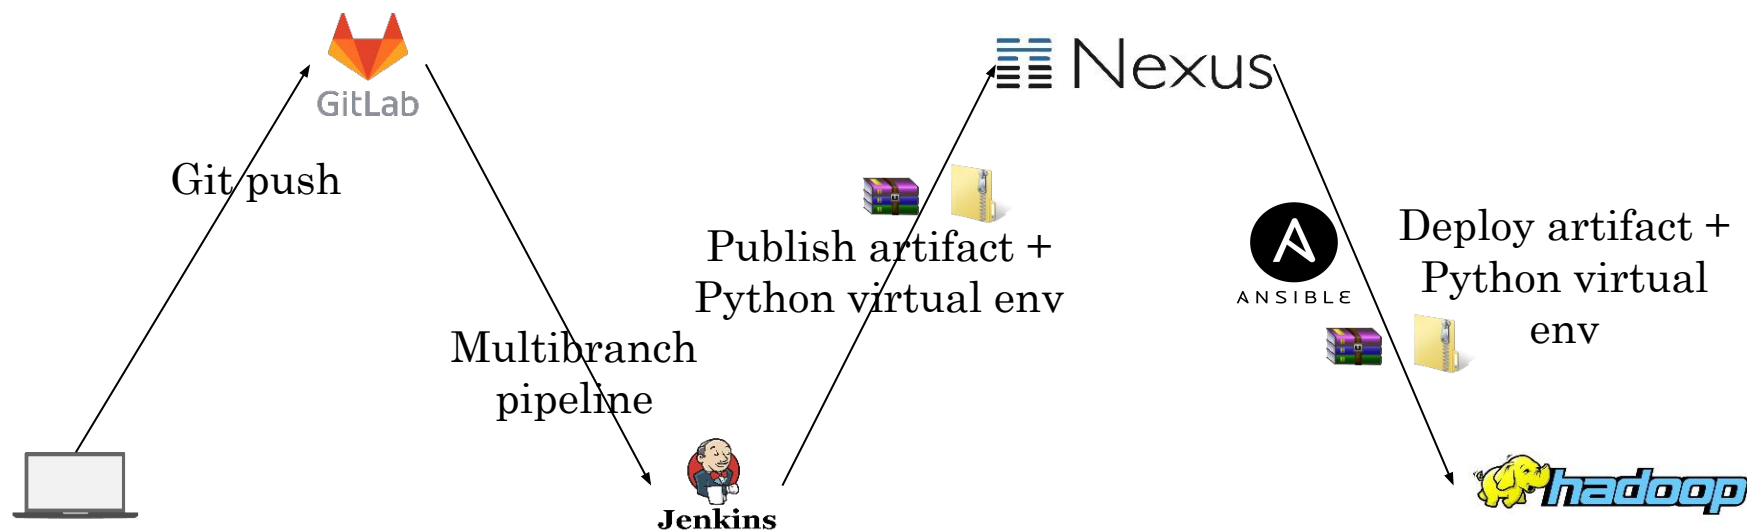 GitLab
Nexus
Git push
Publish artifact +
Python virtual env
Deploy artifact +
Python virtual
env
ANSIBLE
Multibranch
pipeline
Jenkins
hadoop